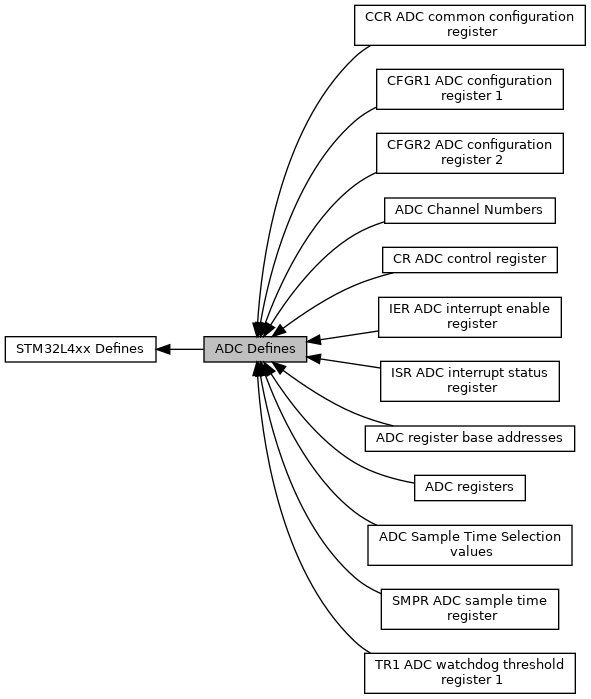 CCR ADC common configuration
register
CFGR1 ADC configuration
register 1
CFGR2 ADC configuration
register 2
ADC Channel Numbers
CR ADC control register
IER ADC interrupt enable
register
STM32L4xx Defines
ADC Defines
ISR ADC interrupt status
register
ADC register base addresses
ADC registers
ADC Sample Time Selection
values
SMPR ADC sample time
register
TR1 ADC watchdog threshold
register 1